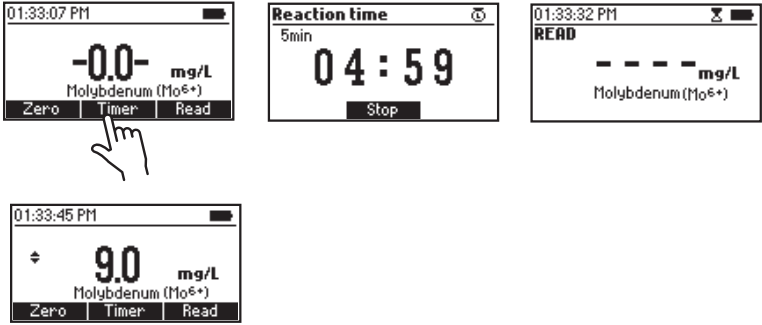 01:33:07 PM
-0.0- mg/L
Molybdenum (Mo6+)
Zero Timer Read
Reaction time
5min
04:59
Stop
01:33:32 PM
READ
---- mg/L
Molybdenum (Mo6+)
01:33:45 PM
9.0 mg/L
Molybdenum (Mo6+)
Zero Timer Read